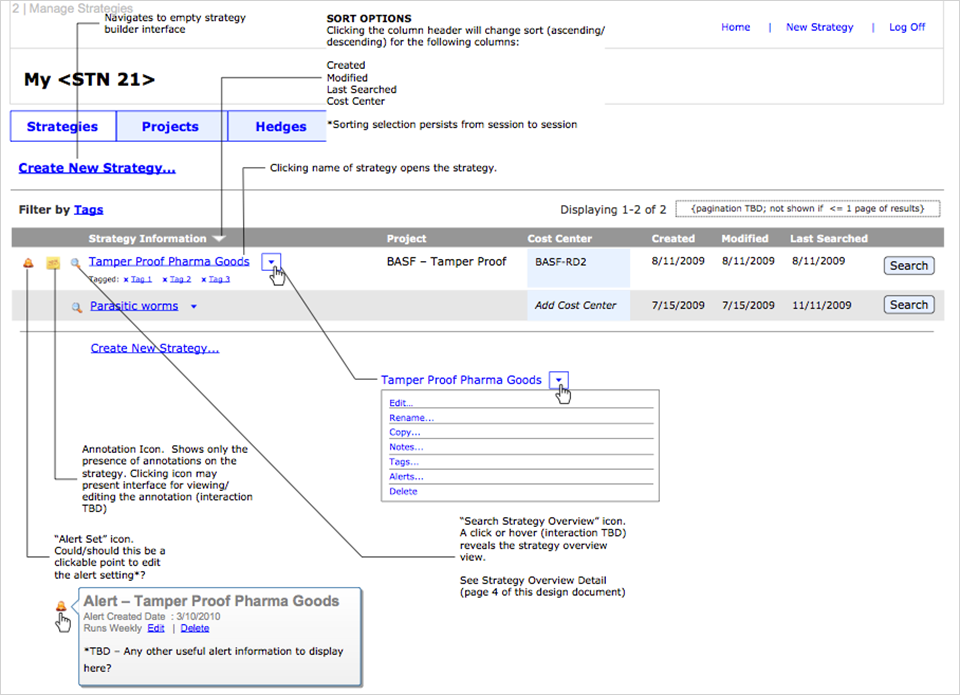 2 | Manage Strategies
Navigates to empty strategy
builder interface
SORT OPTIONS
Clicking the column header will change sort (ascending/
descending) for the following columns:
Created
Modified
Last Searched
Cost Center
*Sorting selection persists from session to session
Home | New Strategy | Log Off
My <STN 21>
Strategies Projects Hedges
Create New Strategy...
Clicking name of strategy opens the strategy.
Filter by Tags
Displaying 1-2 of 2 {pagination TBD; not shown if <= 1 page of results}
Strategy Information Project Cost Center Created Modified Last Searched
Tamper Proof Pharma Goods BASF – Tamper Proof BASF-RD2 8/11/2009 8/11/2009 8/11/2009 Search
Tagged: x Tag 1 x Tag 2 x Tag 3
Parasitic worms Add Cost Center 7/15/2009 7/15/2009 11/11/2009 Search
Create New Strategy...
Tamper Proof Pharma Goods
Edit...
Rename...
Copy...
Notes...
Tags...
Alerts...
Delete
Annotation Icon. Shows only the
presence of annotations on the
strategy. Clicking icon may
present interface for viewing/
editing the annotation (interaction
TBD)
"Search Strategy Overview" icon.
A click or hover (interaction TBD)
reveals the strategy overview
view.
See Strategy Overview Detail
(page 4 of this design document)
"Alert Set" icon.
Could/should this be a
clickable point to edit
the alert setting*?
Alert – Tamper Proof Pharma Goods
Alert Created Date : 3/10/2010
Runs Weekly Edit | Delete
*TBD – Any other useful alert information to display
here?